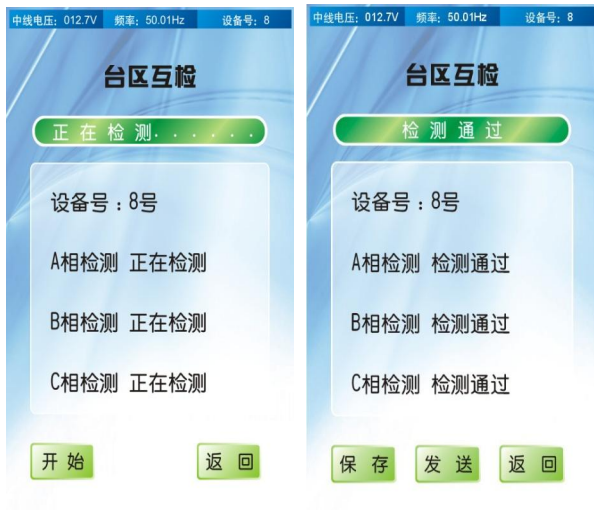 中线电压：012.7V 频率：50.01Hz 设备号：8
台区互检
正在检测......
设备号：8号
A相检测 正在检测
B相检测 正在检测
C相检测 正在检测
开始 返回
中线电压：012.7V 频率：50.01Hz 设备号：8
台区互检
检测通过
设备号：8号
A相检测 检测通过
B相检测 检测通过
C相检测 检测通过
保存 发送 返回